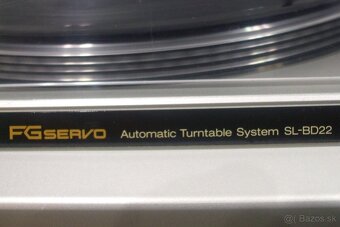 FG SERVO Automatic Turntable System SL-BD22
© Bazos.sk